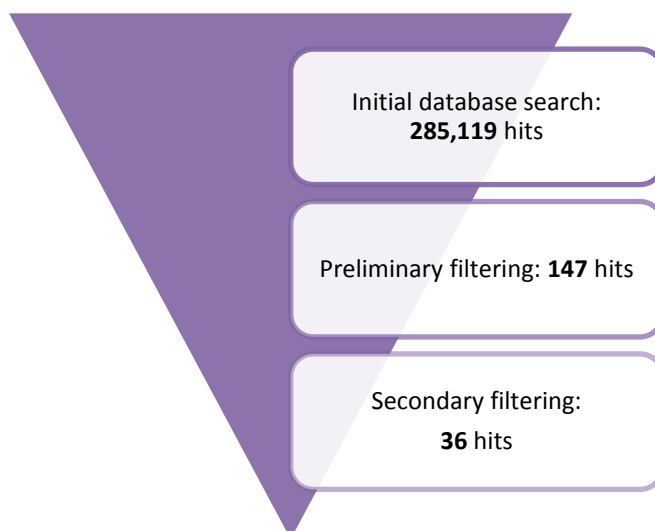 Initial database search:
285,119 hits
Preliminary filtering: 147 hits
Secondary filtering:
36 hits